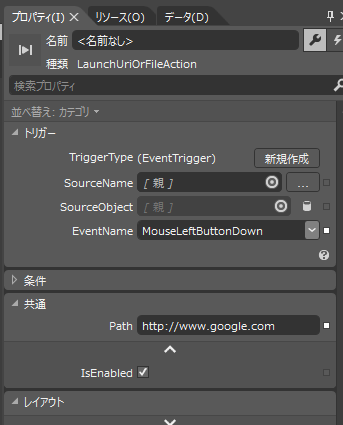 プロパティ(I) × リソース(O) データ(D)
名前 <名前なし>
種類 LaunchUriOrFileAction
検索プロパティ
並べ替え: カテゴリ
トリガー
TriggerType (EventTrigger) 新規作成
SourceName [ 親 ] ...
SourceObject [ 親 ]
EventName MouseLeftButtonDown
?
条件
共通
Path http://www.google.com
IsEnabled
レイアウト